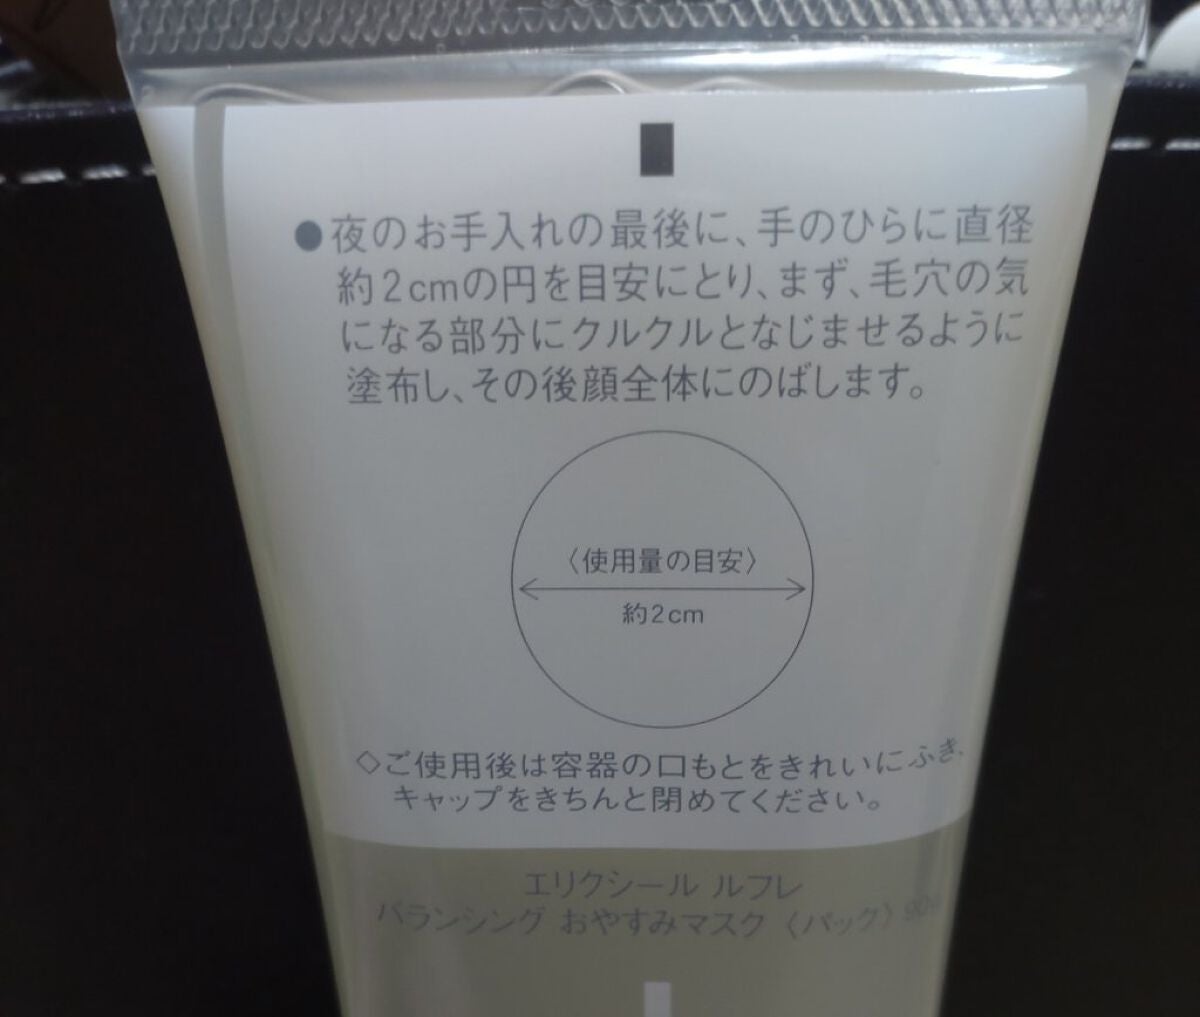 ●夜のお手入れの最後に、手のひらに直径
約2cmの円を目安にとり、まず、毛穴の気
になる部分にクルクルとなじませるように
塗布し、その後顔全体にのばします。
〈使用量の目安〉
約2cm
◇ご使用後は容器の口もとをきれいにふき、
キャップをきちんと閉めてください。
エリクシール ルフレ
バランシング おやすみマスク〈パック〉90g